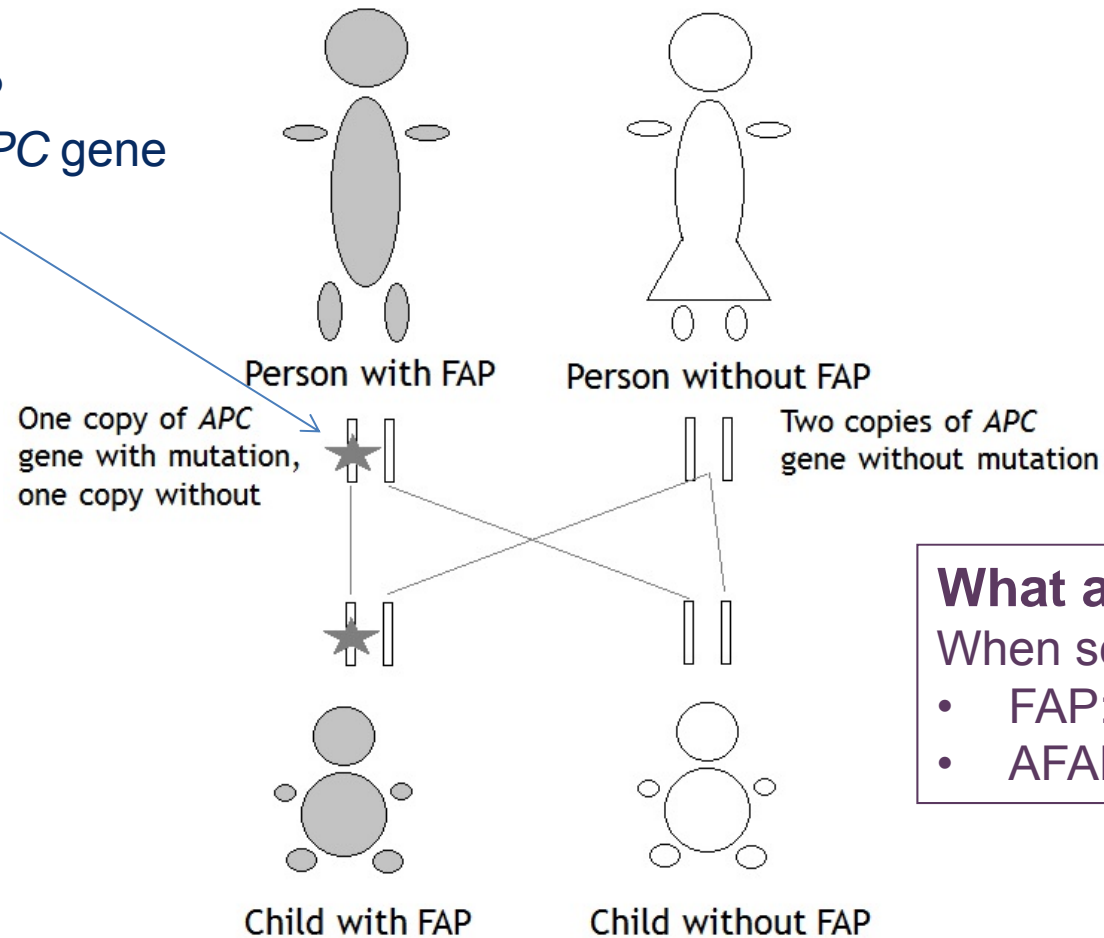 PC gene
Person with FAP
Person without FAP
One copy of APC
gene with mutation,
one copy without
Two copies of APC
gene without mutation
What a
When so
• FAP:
• AFAI
Child with FAP
Child without FAP